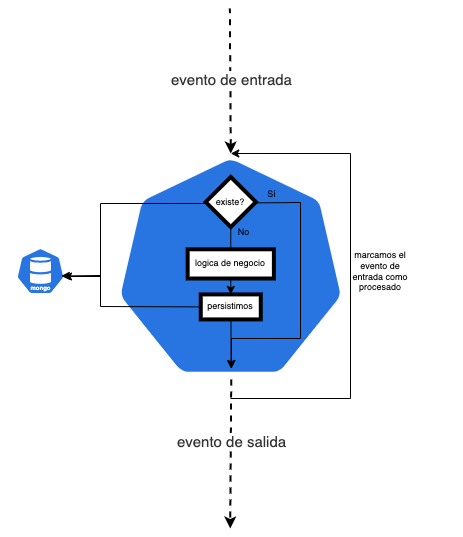 evento de entrada
existe?
Sí
No
logica de negocio
persistimos
mongo
marcamos el
evento de
entrada como
procesado
evento de salida